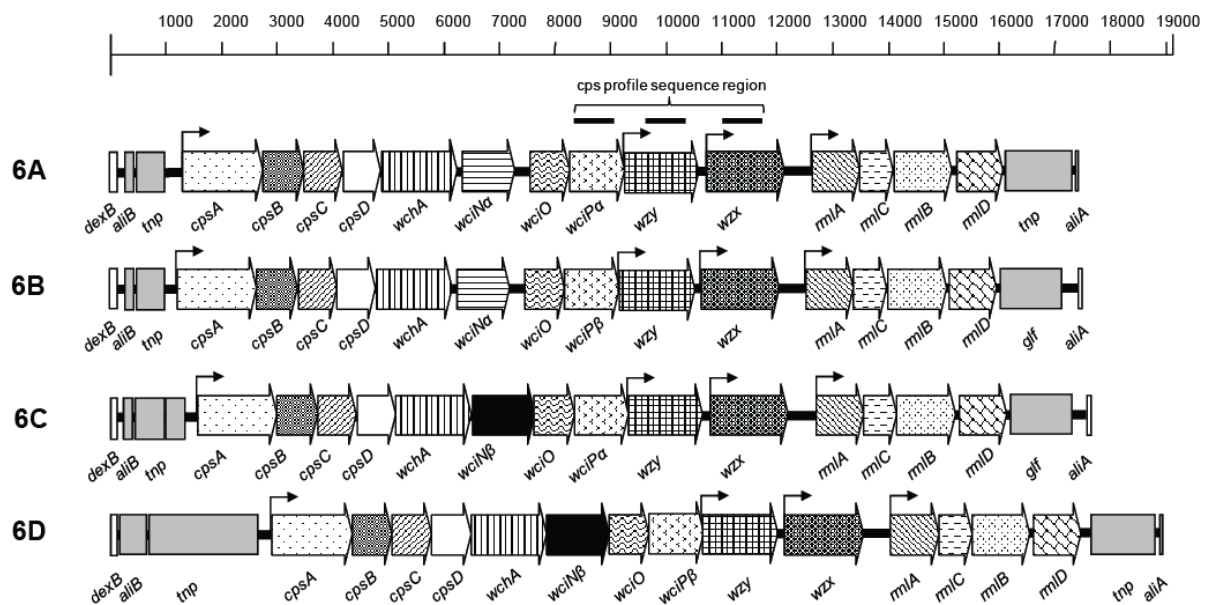 1000 2000 3000 4000 5000 6000 7000 8000 9000 10000 11000 12000 13000 14000 15000 16000 17000 18000 19000
cps profile sequence region
6A
dexB aliB tnp cpsA cpsB cpsC cpsD wchA wciNα wciO wciPα wzy wzx rmlA rmlC rmlB rmlD tnp aliA
6B
dexB aliB tnp cpsA cpsB cpsC cpsD wchA wciNα wciO wciPβ wzy wzx rmlA rmlC rmlB rmlD glf aliA
6C
dexB aliB tnp cpsA cpsB cpsC cpsD wchA wciNβ wciO wciPα wzy wzx rmlA rmlC rmlB rmlD glf aliA
6D
dexB aliB tnp cpsA cpsB cpsC cpsD wchA wciNβ wciO wciPβ wzy wzx rmlA rmlC rmlB rmlD tnp aliA